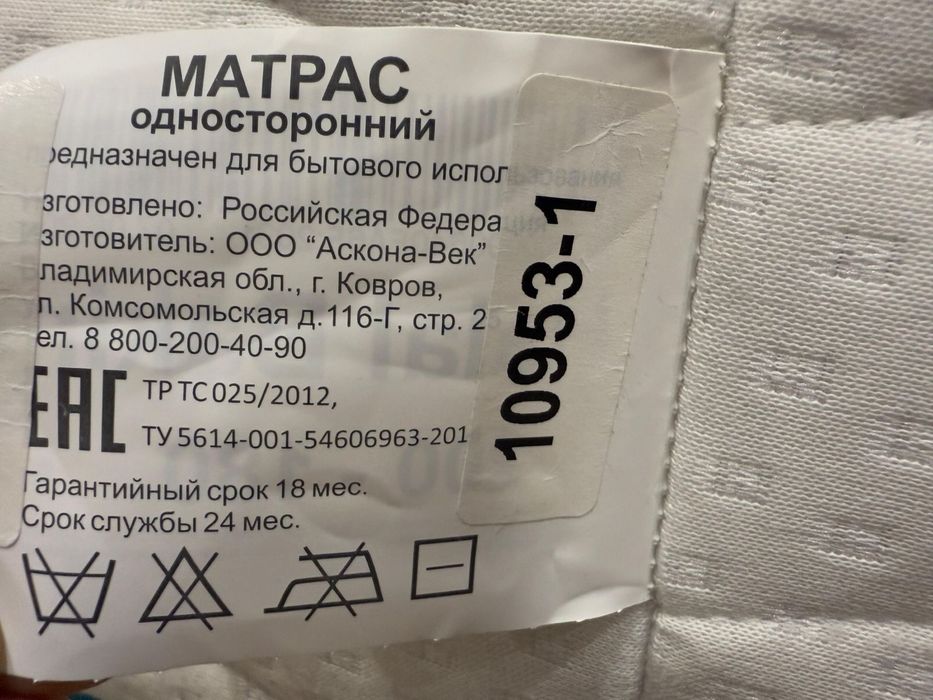 МАТРАС
односторонний
редназначен для бытового испол
зготовлено: Российская Федера
зготовитель: ООО “Аскона-Век”
ладимирская обл., г. Ковров,
л. Комсомольская д.116-Г, стр. 2
ел. 8 800-200-40-90
ЕАС
ТР ТС 025/2012,
ТУ 5614-001-54606963-201
Гарантийный срок 18 мес.
Срок службы 24 мес.
10953-1